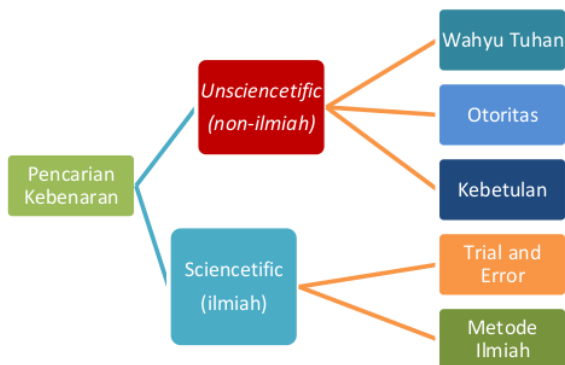 Pencarian
Kebenaran
Unsciencetific
(non-ilmiah)
Sciencetific
(ilmiah)
Wahyu Tuhan
Otoritas
Kebetulan
Trial and
Error
Metode
Ilmiah